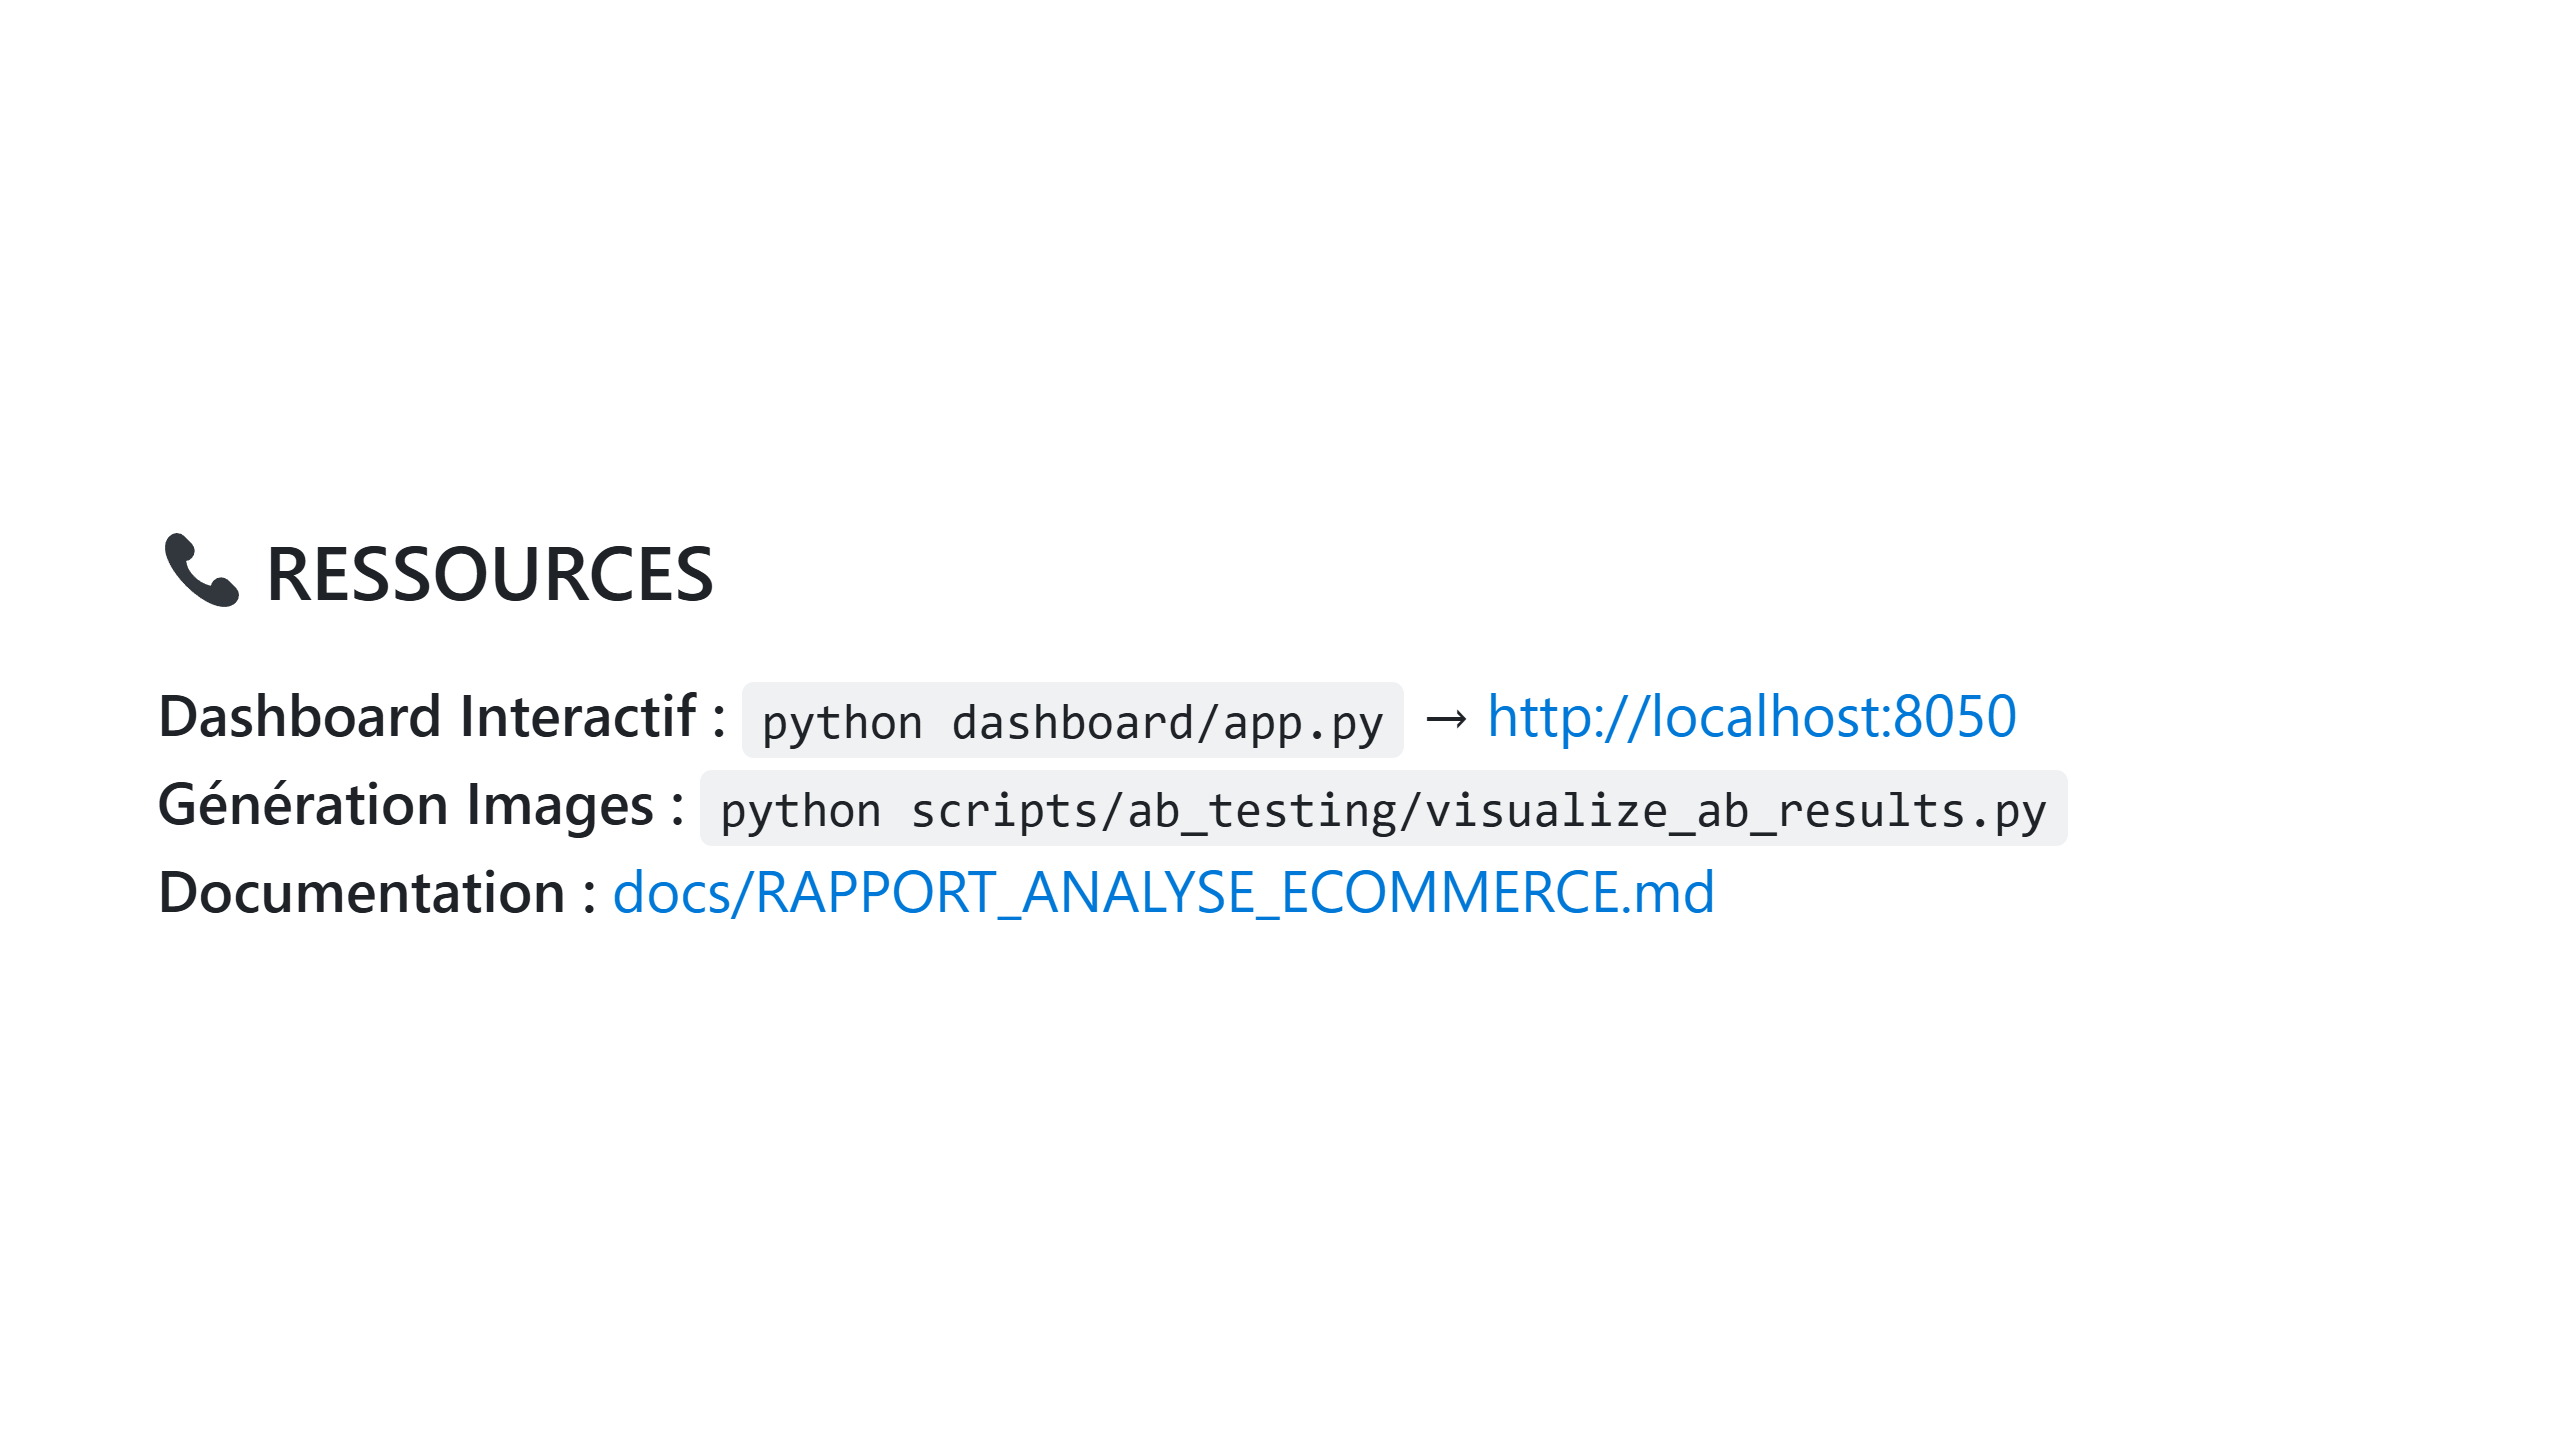 📞 RESSOURCES
Dashboard Interactif : python dashboard/app.py → http://localhost:8050
Génération Images : python scripts/ab_testing/visualize_ab_results.py
Documentation : docs/RAPPORT_ANALYSE_ECOMMERCE.md